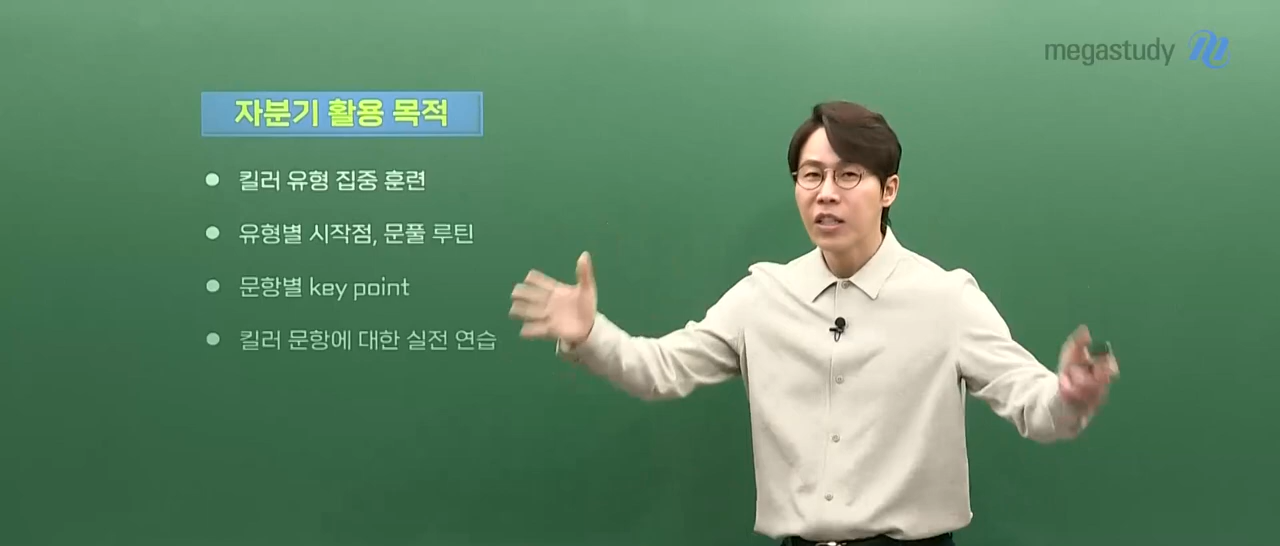 megastudy
자분기 활용 목적
킬러 유형 집중 훈련
유형별 시작점, 문풀 루틴
문항별 key point
킬러 문항에 대한 실전 연습